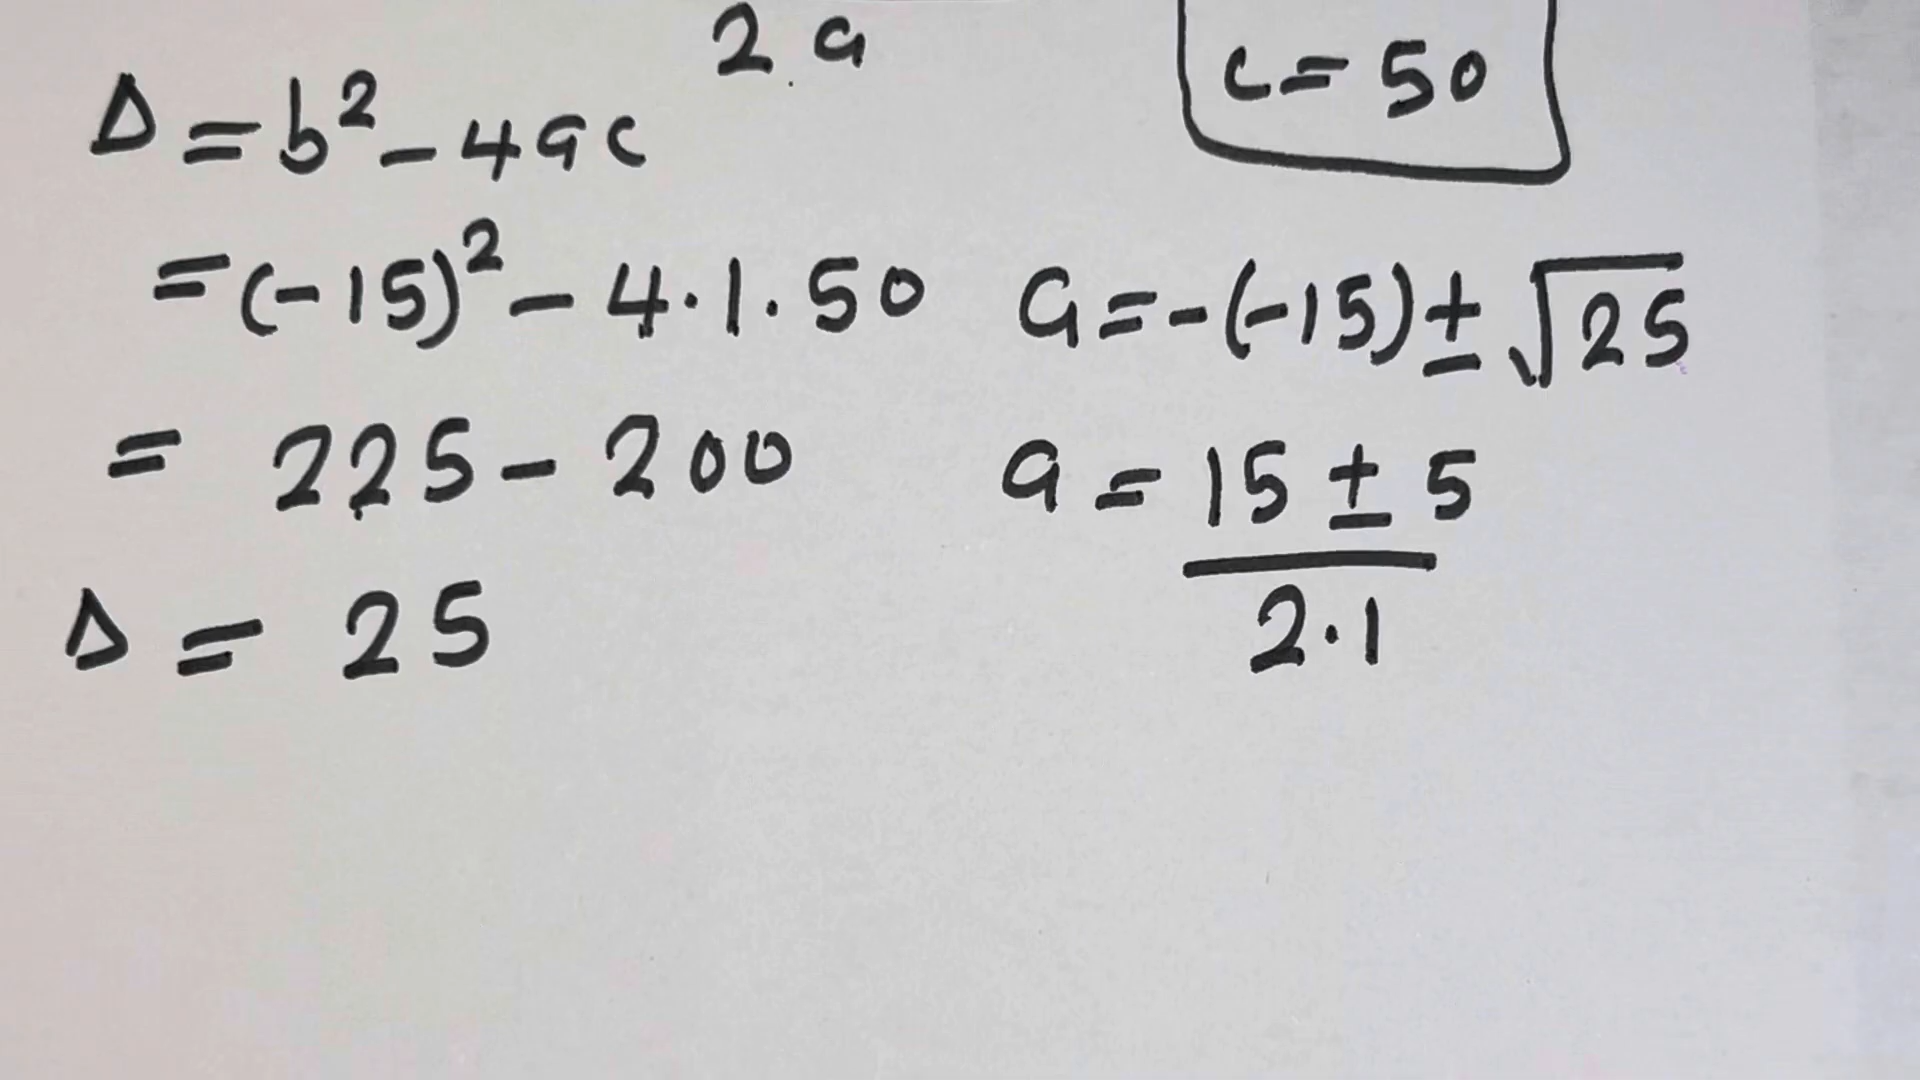 2.a
c = 50
Δ = b² - 4ac
= (-15)² - 4.1.50
= 225 - 200
Δ = 25
a = -(-15) ± √25
a = 15 ± 5
2.1